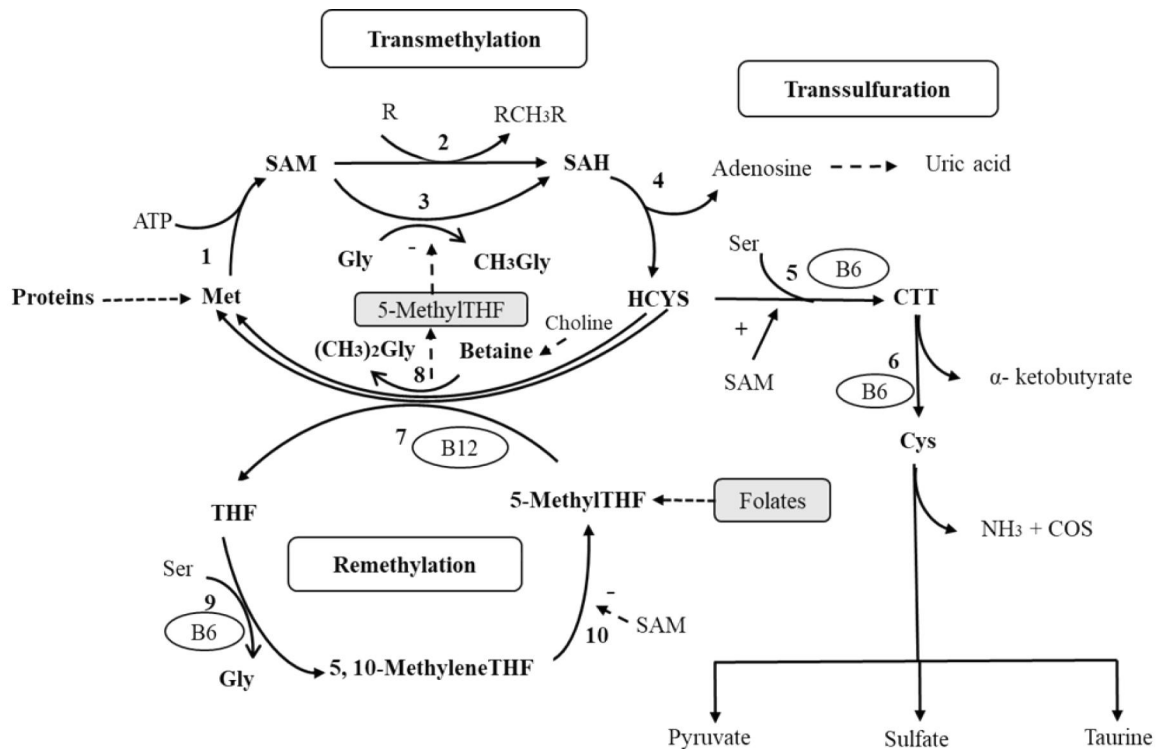 Transmethylation
Transsulfuration
R
RCH3R
2
SAM
SAH
4
Adenosine
Uric acid
3
ATP
1
Gly
-
CH3Gly
Ser
5
B6
Proteins
Met
5-MethylTHF
HCYS
CTT
Choline
+
(CH3)2Gly
Betaine
8
SAM
6
B6
α- ketobutyrate
7
B12
Cys
THF
5-MethylTHF
Folates
NH3 + COS
Remethylation
Ser
9
B6
-
SAM
10
Gly
5, 10-MethyleneTHF
Pyruvate
Sulfate
Taurine